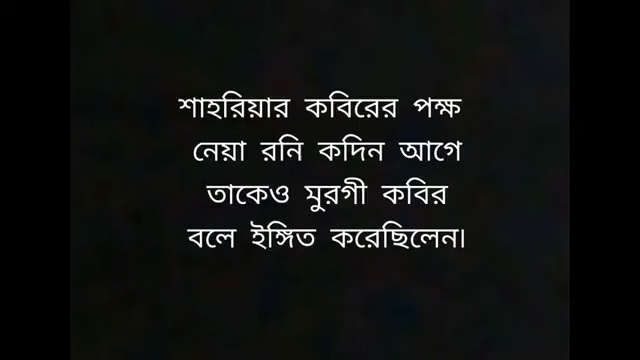 শাহরিয়ার কবিরের পক্ষ
নেয়া রনি কদিন আগে
তাকেও মুরগী কবির
বলে ইঙ্গিত করেছিলেন।